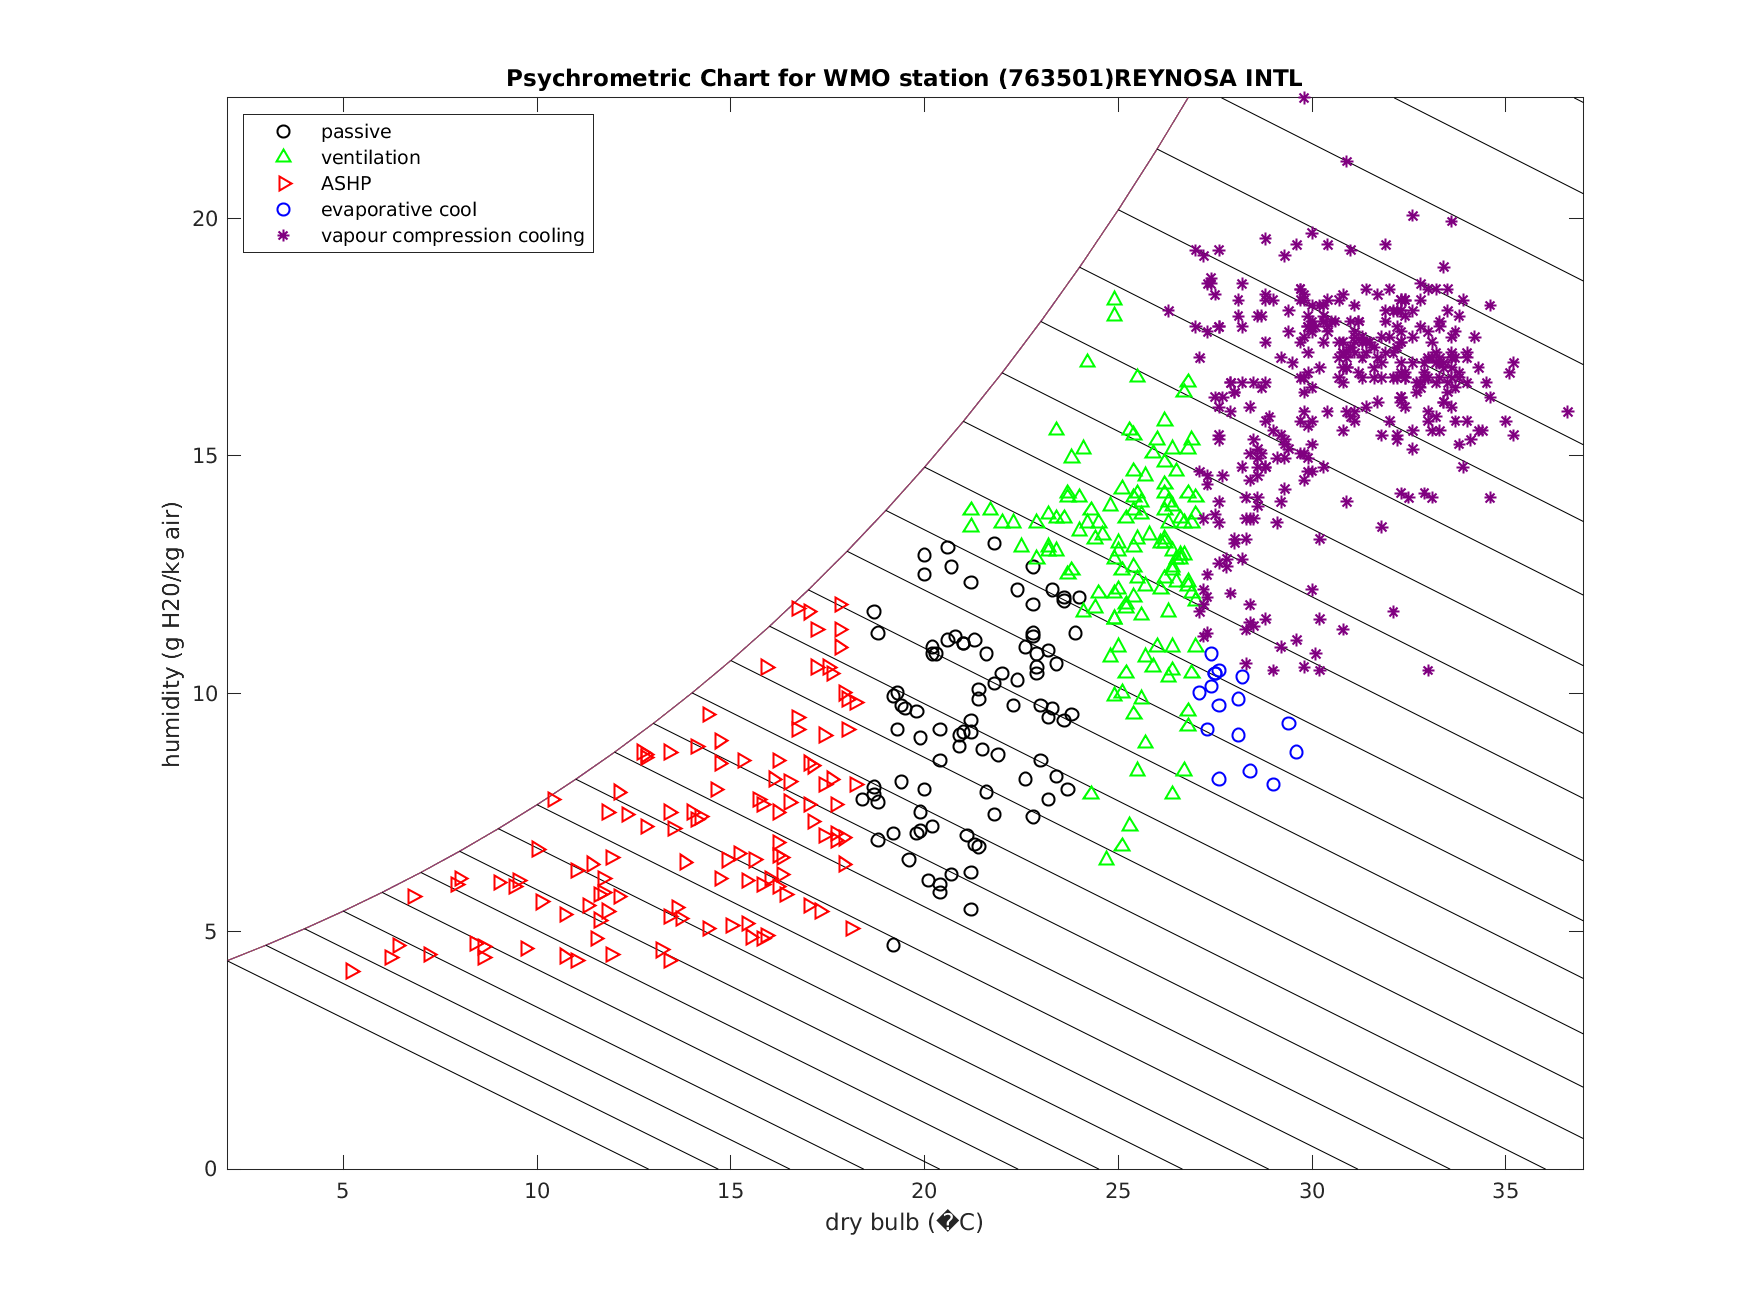 Psychrometric Chart for WMO station (763501)REYNOSA INTL
passive
ventilation
ASHP
evaporative cool
vapour compression cooling
humidity (g H20/kg air)
20
15
10
5
0
5 10 15 20 25 30 35
dry bulb (�C)